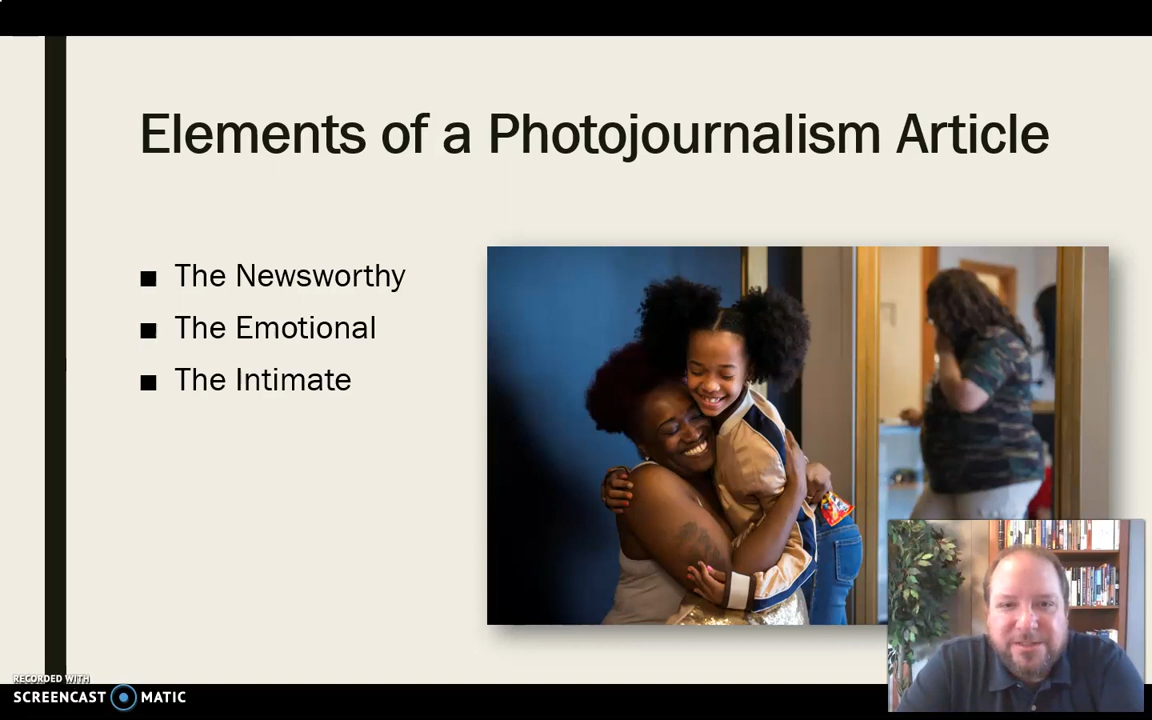 Elements of a Photojournalism Article
■ The Newsworthy
■ The Emotional
■ The Intimate
RECORDED WITH
SCREENCAST MATIC